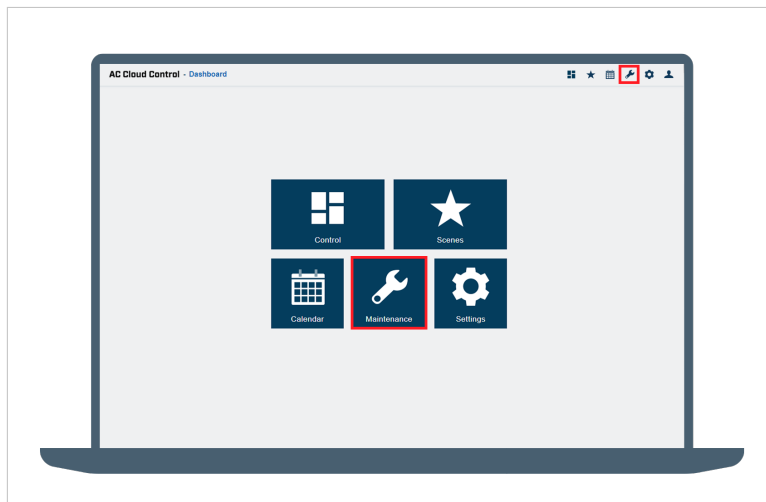 AC Cloud Control - Dashboard
Control
Scenes
Calendar
Maintenance
Settings